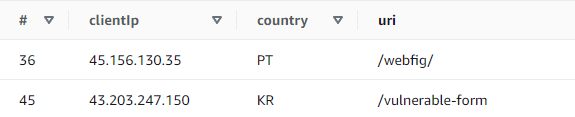 # clientIp country uri
36 45.156.130.35 PT /webfig/
45 43.203.247.150 KR /vulnerable-form